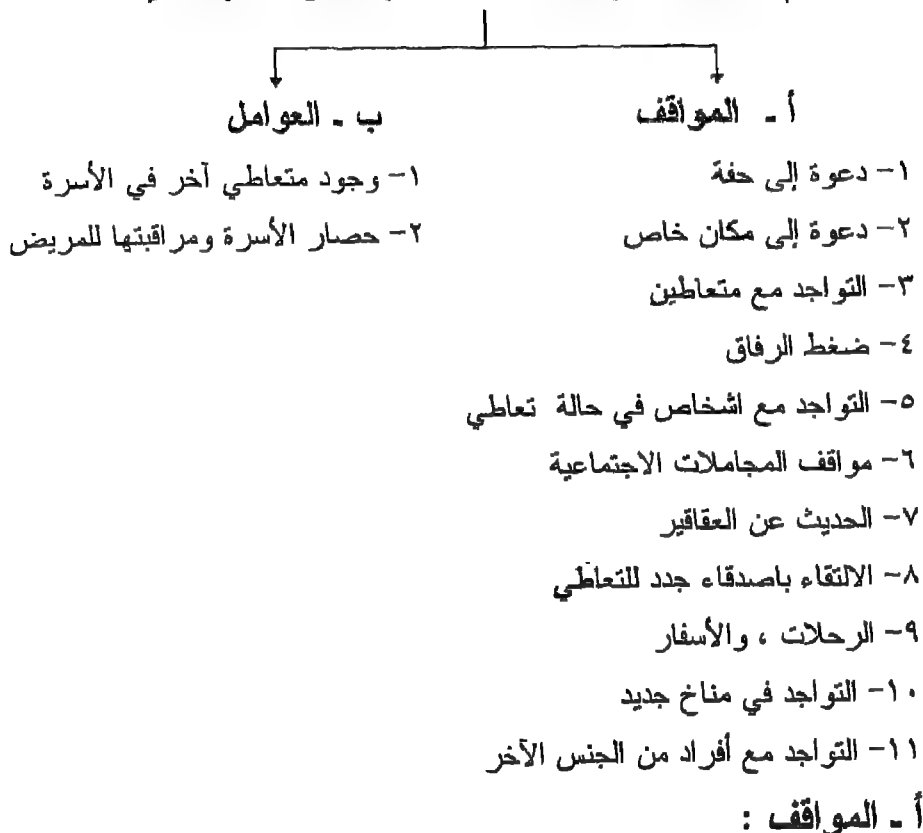 أ ـ المواقف
١- دعوة إلى حفة
٢- دعوة إلى مكان خاص
٣- التواجد مع متعاطين
٤- ضغط الرفاق
٥- التواجد مع اشخاص في حالة تعاطي
٦- مواقف المجاملات الاجتماعية
٧- الحديث عن العقاقير
٨- الالتقاء باصدقاء جدد للتعاطي
٩- الرحلات ، والأسفار
١٠- التواجد في مناخ جديد
١١- التواجد مع أفراد من الجنس الآخر
ب ـ العوامل
١- وجود متعاطي آخر في الأسرة
٢- حصار الأسرة ومراقبتها للمريض
أ ـ المواقف :